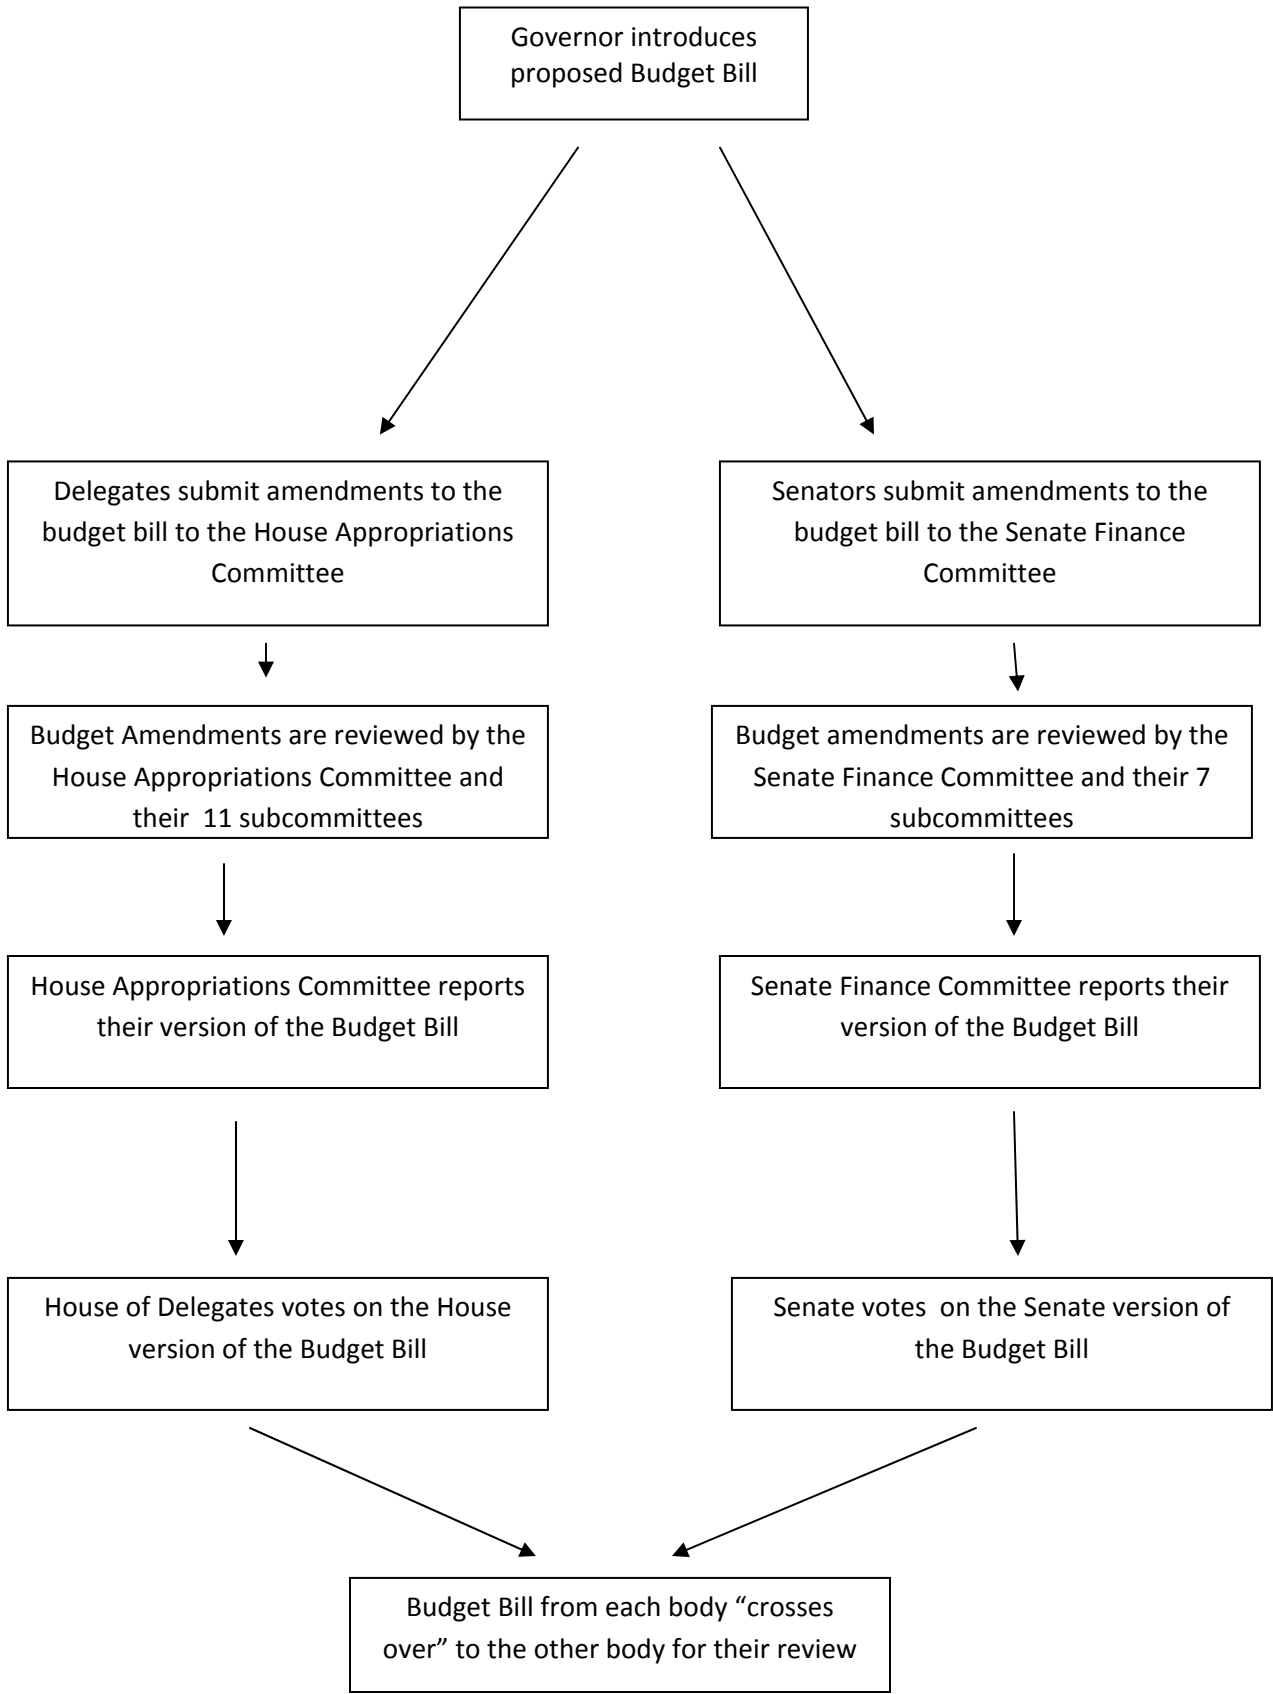 Governor introduces
proposed Budget Bill
Delegates submit amendments to the
budget bill to the House Appropriations
Committee
Senators submit amendments to the
budget bill to the Senate Finance
Committee
Budget Amendments are reviewed by the
House Appropriations Committee and
their  11 subcommittees
Budget amendments are reviewed by the
Senate Finance Committee and their 7
subcommittees
House Appropriations Committee reports
their version of the Budget Bill
Senate Finance Committee reports their
version of the Budget Bill
House of Delegates votes on the House
version of the Budget Bill
Senate votes  on the Senate version of
the Budget Bill
Budget Bill from each body “crosses
over” to the other body for their review